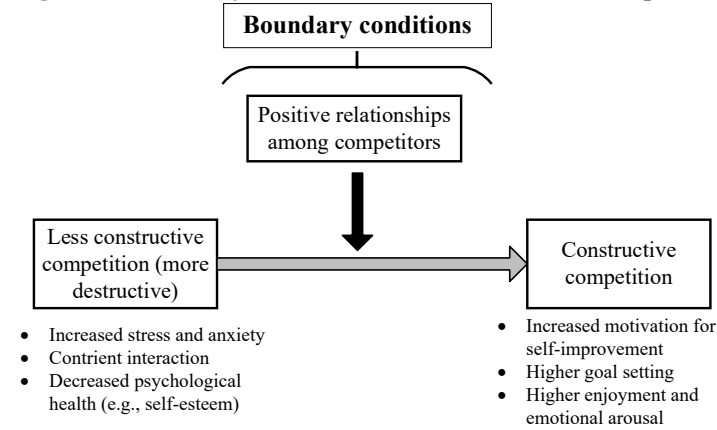 Boundary conditions
Positive relationships
among competitors
Less constructive
competition (more
destructive)
Constructive
competition
• Increased stress and anxiety
• Contrient interaction
• Decreased psychological
health (e.g., self-esteem)
• Increased motivation for
self-improvement
• Higher goal setting
• Higher enjoyment and
emotional arousal